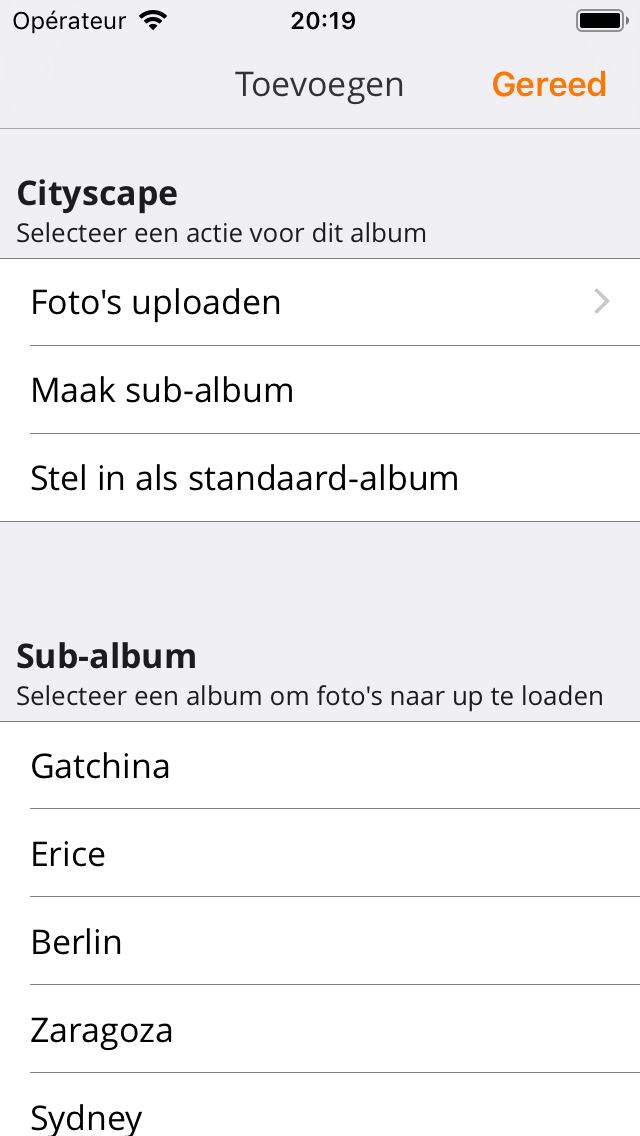 Opérateur 20:19
Toevoegen Gereed
Cityscape
Selecteer een actie voor dit album
Foto's uploaden
Maak sub-album
Stel in als standaard-album
Sub-album
Selecteer een album om foto's naar up te loaden
Gatchina
Erice
Berlin
Zaragoza
Sydney